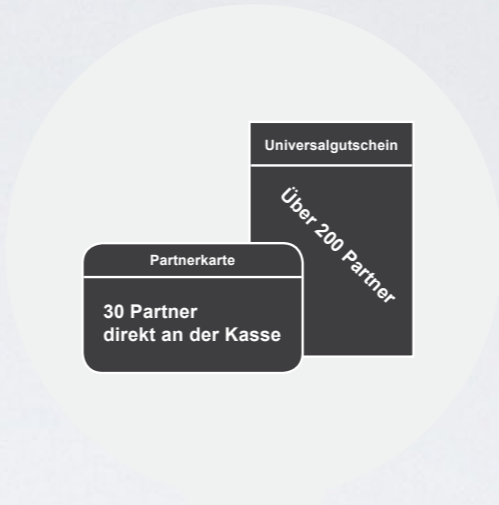 Universalgutschein
Über 200 Partner
Partnerkarte
30 Partner
direkt an der Kasse